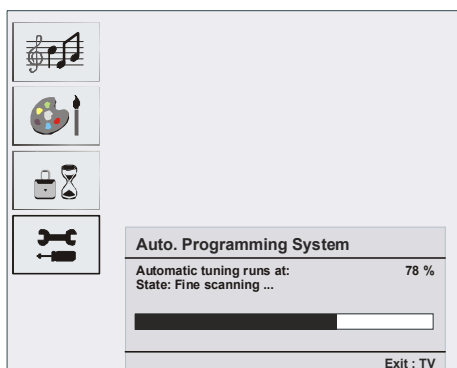 Auto. Programming System
Automatic tuning runs at: 78 %
State: Fine scanning ...
Exit : TV